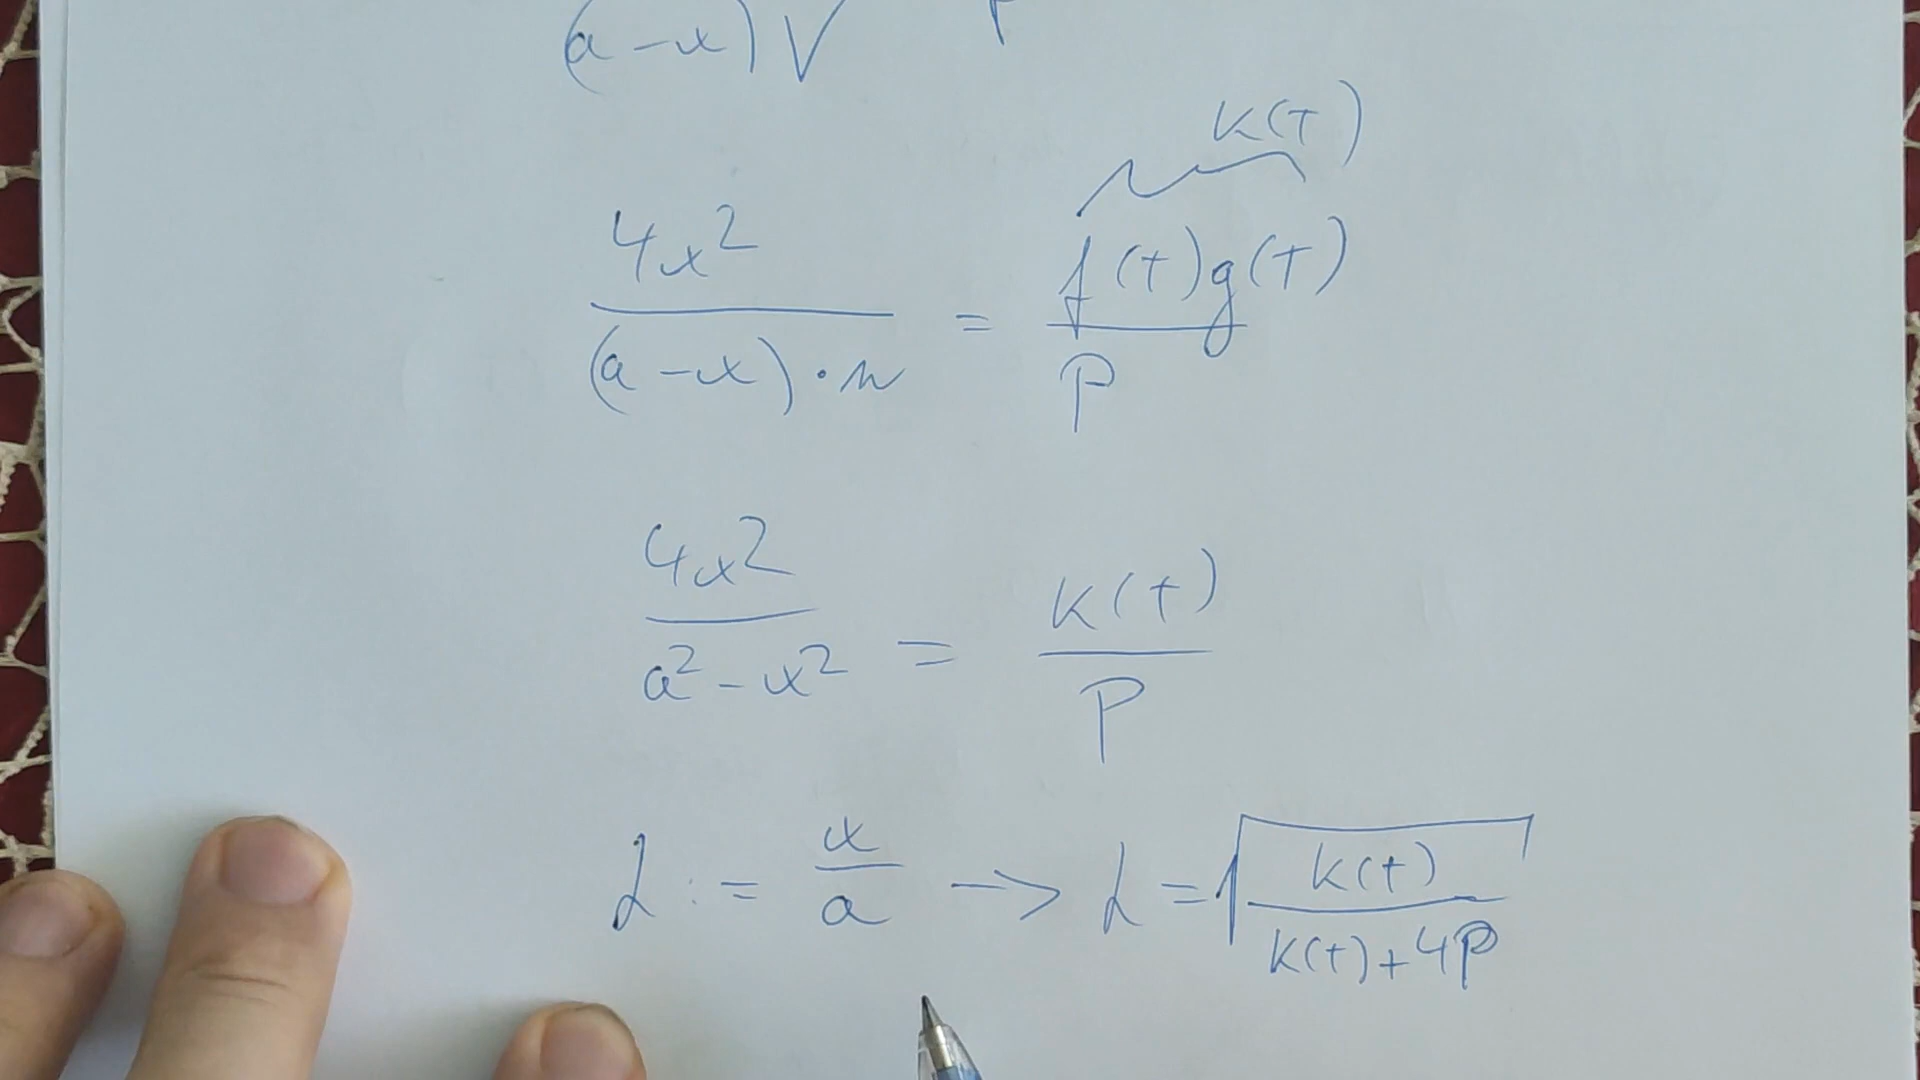 (a-x)V
K(T)
4x² / (a-x)·n = f(T)g(T) / P
4x² / a²-x² = K(T) / P
α := x/a → α = √(K(T) / K(T)+4P)